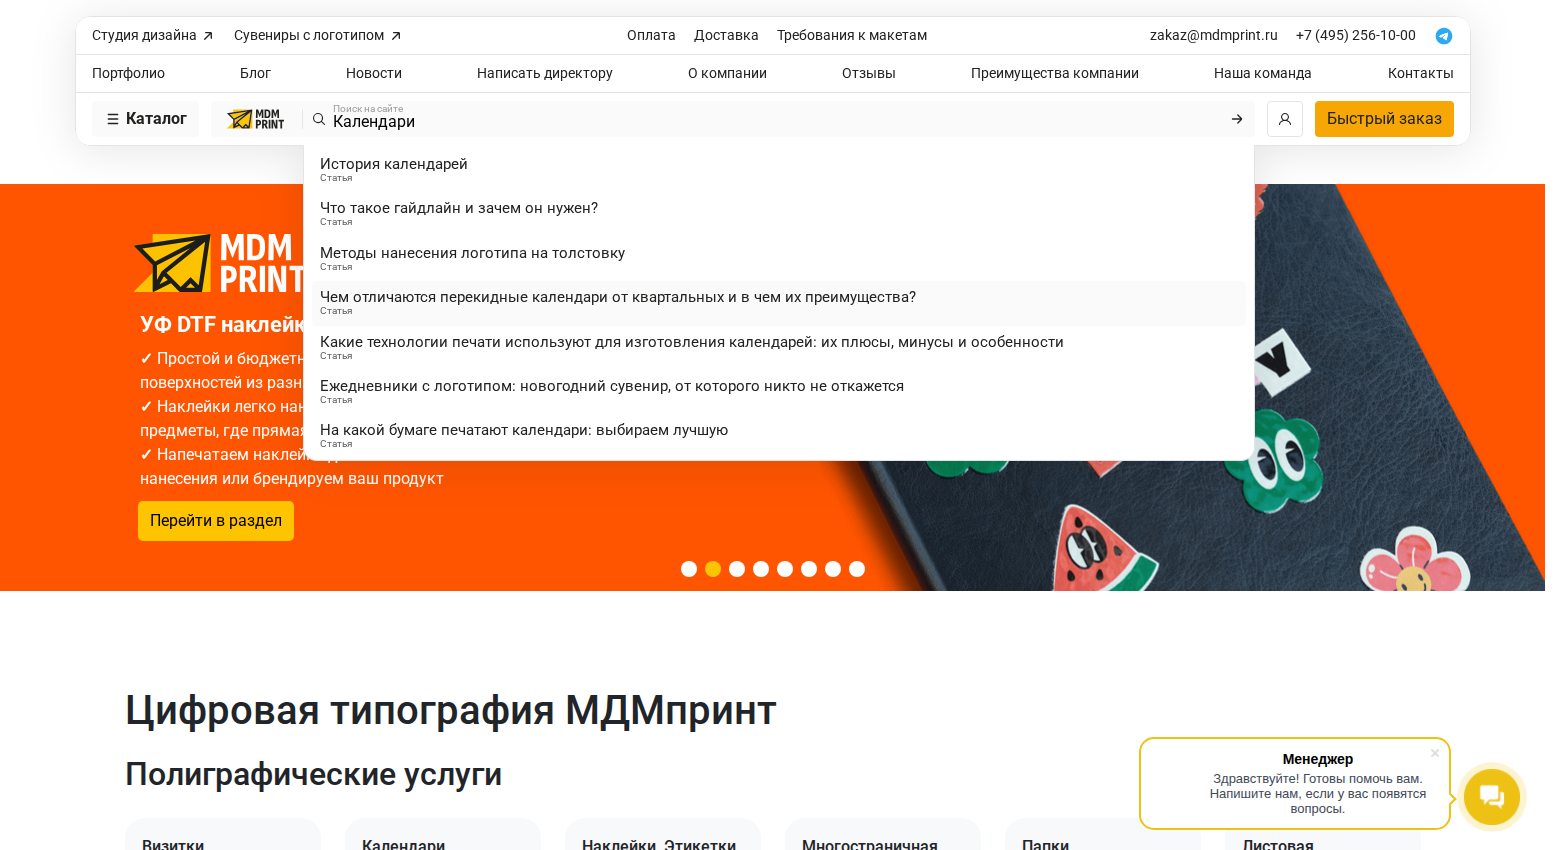 Студия дизайна
Сувениры с логотипом
Оплата
Доставка
Требования к макетам
zakaz@mdmprint.ru
+7 (495) 256-10-00
Портфолио
Блог
Новости
Написать директору
О компании
Отзывы
Преимущества компании
Наша команда
Контакты
Каталог
MDM
PRINT
Поиск на сайте
Календари
Быстрый заказ
История календарей
Статья
Что такое гайдлайн и зачем он нужен?
Статья
Методы нанесения логотипа на толстовку
Статья
Чем отличаются перекидные календари от квартальных и в чем их преимущества?
Статья
Какие технологии печати используют для изготовления календарей: их плюсы, минусы и особенности
Статья
Ежедневники с логотипом: новогодний сувенир, от которого никто не откажется
Статья
На какой бумаге печатают календари: выбираем лучшую
Статья
MDM
PRINT
УФ DTF наклейк
✓ Простой и бюджетн
поверхностей из разн
✓ Наклейки легко нан
предметы, где прямая
✓ Напечатаем наклейки д
нанесения или брендируем ваш продукт
Перейти в раздел
Цифровая типография МДМпринт
Полиграфические услуги
Визитки
Календари
Наклейки, Этикетки
Многостраничная
Папки
Листовая
Менеджер
Здравствуйте! Готовы помочь вам.
Напишите нам, если у вас появятся
вопросы.